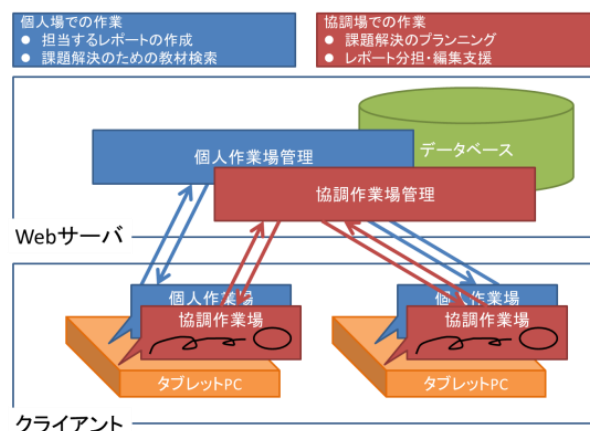 個人場での作業
● 担当するレポートの作成
● 課題解決のための教材検索
協調場での作業
● 課題解決のプランニング
● レポート分担・編集支援
データベース
個人作業場管理
協調作業場管理
Webサーバ
個人作業場
協調作業場
タブレットPC
個人作業場
協調作業場
タブレットPC
クライアント